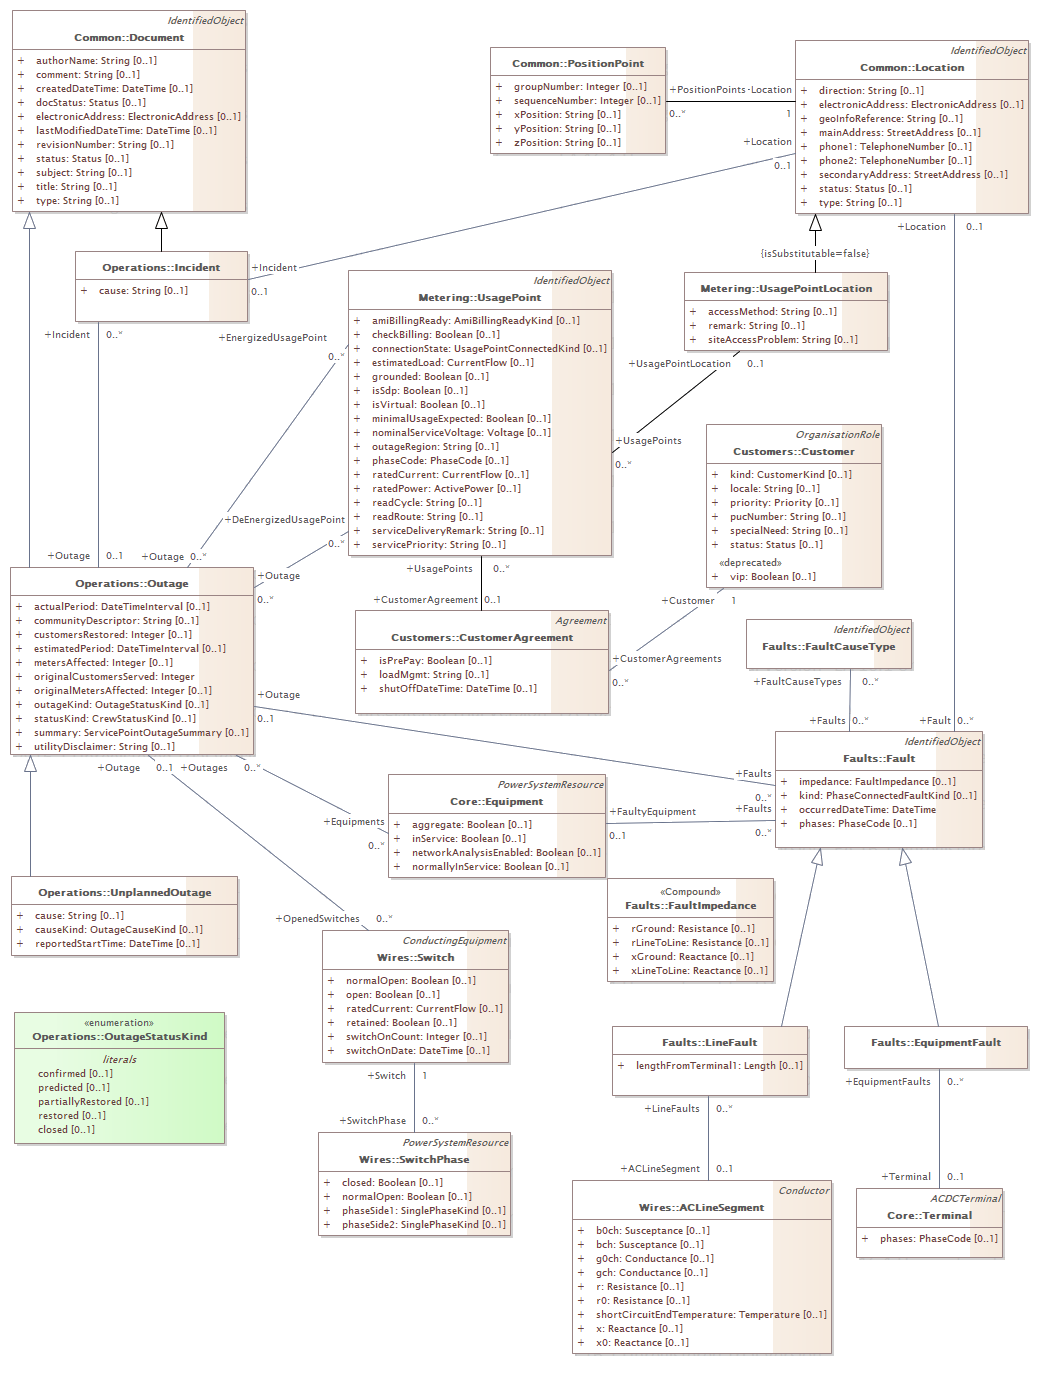 IdentifiedObject
Common::Document
+ authorName: String [0..1]
+ comment: String [0..1]
+ createdDateTime: DateTime [0..1]
+ docStatus: Status [0..1]
+ electronicAddress: ElectronicAddress [0..1]
+ lastModifiedDateTime: DateTime [0..1]
+ revisionNumber: String [0..1]
+ status: Status [0..1]
+ subject: String [0..1]
+ title: String [0..1]
+ type: String [0..1]
Common::PositionPoint
+ groupNumber: Integer [0..1]
+ sequenceNumber: Integer [0..1]
+ xPosition: String [0..1]
+ yPosition: String [0..1]
+ zPosition: String [0..1]
+PositionPoints
+Location
0..*
1
IdentifiedObject
Common::Location
+ direction: String [0..1]
+ electronicAddress: ElectronicAddress [0..1]
+ geoInfoReference: String [0..1]
+ mainAddress: StreetAddress [0..1]
+ phone1: TelephoneNumber [0..1]
+ phone2: TelephoneNumber [0..1]
+ secondaryAddress: StreetAddress [0..1]
+ status: Status [0..1]
+ type: String [0..1]
+Location
0..1
+Location
0..1
Operations::Incident
+ cause: String [0..1]
+Incident
0..1
+Incident
0..*
{isSubstitutable=false}
Metering::UsagePointLocation
+ accessMethod: String [0..1]
+ remark: String [0..1]
+ siteAccessProblem: String [0..1]
+UsagePointLocation
0..1
IdentifiedObject
Metering::UsagePoint
+ amiBillingReady: AmiBillingReadyKind [0..1]
+ checkBilling: Boolean [0..1]
+ connectionState: UsagePointConnectedKind [0..1]
+ estimatedLoad: CurrentFlow [0..1]
+ grounded: Boolean [0..1]
+ isSdp: Boolean [0..1]
+ isVirtual: Boolean [0..1]
+ minimalUsageExpected: Boolean [0..1]
+ nominalServiceVoltage: Voltage [0..1]
+ outageRegion: String [0..1]
+ phaseCode: PhaseCode [0..1]
+ ratedCurrent: CurrentFlow [0..1]
+ ratedPower: ActivePower [0..1]
+ readCycle: String [0..1]
+ readRoute: String [0..1]
+ serviceDeliveryRemark: String [0..1]
+ servicePriority: String [0..1]
+EnergizedUsagePoint
0..*
+UsagePoints
0..*
+DeEnergizedUsagePoint
0..*
+UsagePoints
0..*
OrganisationRole
Customers::Customer
+ kind: CustomerKind [0..1]
+ locale: String [0..1]
+ priority: Priority [0..1]
+ pucNumber: String [0..1]
+ specialNeed: String [0..1]
+ status: Status [0..1]
«deprecated»
+ vip: Boolean [0..1]
+Customer
1
+CustomerAgreement
0..1
Agreement
Customers::CustomerAgreement
+ isPrePay: Boolean [0..1]
+ loadMgmt: String [0..1]
+ shutOffDateTime: DateTime [0..1]
+CustomerAgreements
0..*
+Outage
0..1
+Outage
0..*
+Outage
0..*
Operations::Outage
+ actualPeriod: DateTimeInterval [0..1]
+ communityDescriptor: String [0..1]
+ customersRestored: Integer [0..1]
+ estimatedPeriod: DateTimeInterval [0..1]
+ metersAffected: Integer [0..1]
+ originalCustomersServed: Integer
+ originalMetersAffected: Integer [0..1]
+ outageKind: OutageStatusKind [0..1]
+ statusKind: CrewStatusKind [0..1]
+ summary: ServicePointOutageSummary [0..1]
+ utilityDisclaimer: String [0..1]
+Outage
0..1
+Outage
0..1
+Outages
0..*
IdentifiedObject
Faults::FaultCauseType
+FaultCauseTypes
0..*
+Faults
0..*
+Fault
0..*
IdentifiedObject
Faults::Fault
+ impedance: FaultImpedance [0..1]
+ kind: PhaseConnectedFaultKind [0..1]
+ occurredDateTime: DateTime
+ phases: PhaseCode [0..1]
+Faults
0..*
+Faults
0..*
+FaultyEquipment
0..1
+Equipments
0..*
PowerSystemResource
Core::Equipment
+ aggregate: Boolean [0..1]
+ inService: Boolean [0..1]
+ networkAnalysisEnabled: Boolean [0..1]
+ normallyInService: Boolean [0..1]
Operations::UnplannedOutage
+ cause: String [0..1]
+ causeKind: OutageCauseKind [0..1]
+ reportedStartTime: DateTime [0..1]
«Compound»
Faults::FaultImpedance
+ rGround: Resistance [0..1]
+ rLineToLine: Resistance [0..1]
+ xGround: Reactance [0..1]
+ xLineToLine: Reactance [0..1]
+OpenedSwitches
0..*
ConductingEquipment
Wires::Switch
+ normalOpen: Boolean [0..1]
+ open: Boolean [0..1]
+ ratedCurrent: CurrentFlow [0..1]
+ retained: Boolean [0..1]
+ switchOnCount: Integer [0..1]
+ switchOnDate: DateTime [0..1]
+Switch
1
«enumeration»
Operations::OutageStatusKind
literals
confirmed [0..1]
predicted [0..1]
partiallyRestored [0..1]
restored [0..1]
closed [0..1]
+SwitchPhase
0..*
PowerSystemResource
Wires::SwitchPhase
+ closed: Boolean [0..1]
+ normalOpen: Boolean [0..1]
+ phaseSide1: SinglePhaseKind [0..1]
+ phaseSide2: SinglePhaseKind [0..1]
Faults::LineFault
+ lengthFromTerminal1: Length [0..1]
+LineFaults
0..*
+ACLineSegment
0..1
Conductor
Wires::ACLineSegment
+ b0ch: Susceptance [0..1]
+ bch: Susceptance [0..1]
+ g0ch: Conductance [0..1]
+ gch: Conductance [0..1]
+ r: Resistance [0..1]
+ r0: Resistance [0..1]
+ shortCircuitEndTemperature: Temperature [0..1]
+ x: Reactance [0..1]
+ x0: Reactance [0..1]
Faults::EquipmentFault
+EquipmentFaults
0..*
+Terminal
0..1
ACDCTerminal
Core::Terminal
+ phases: PhaseCode [0..1]